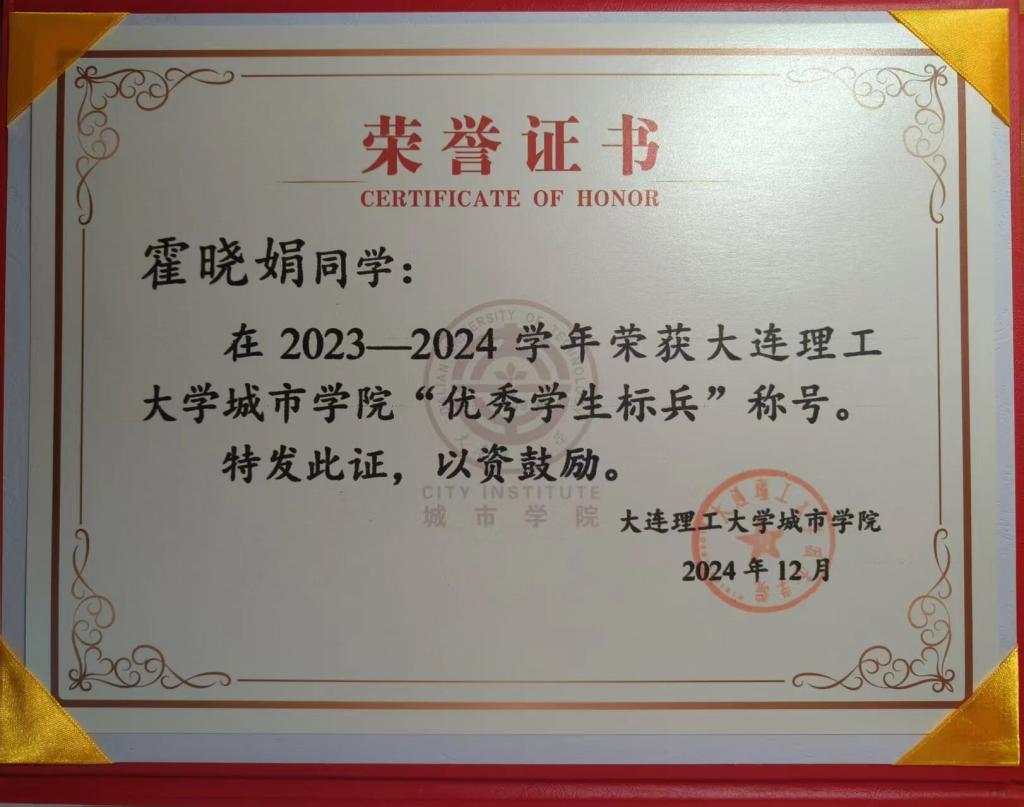 荣誉证书
CERTIFICATE OF HONOR
霍晓娟同学：
在 2023—2024 学年荣获大连理工
大学城市学院“优秀学生标兵”称号。
特发此证，以资鼓励。
CITY INSTITUTE
城市学院
大连理工大学城市学院
2024 年 12 月